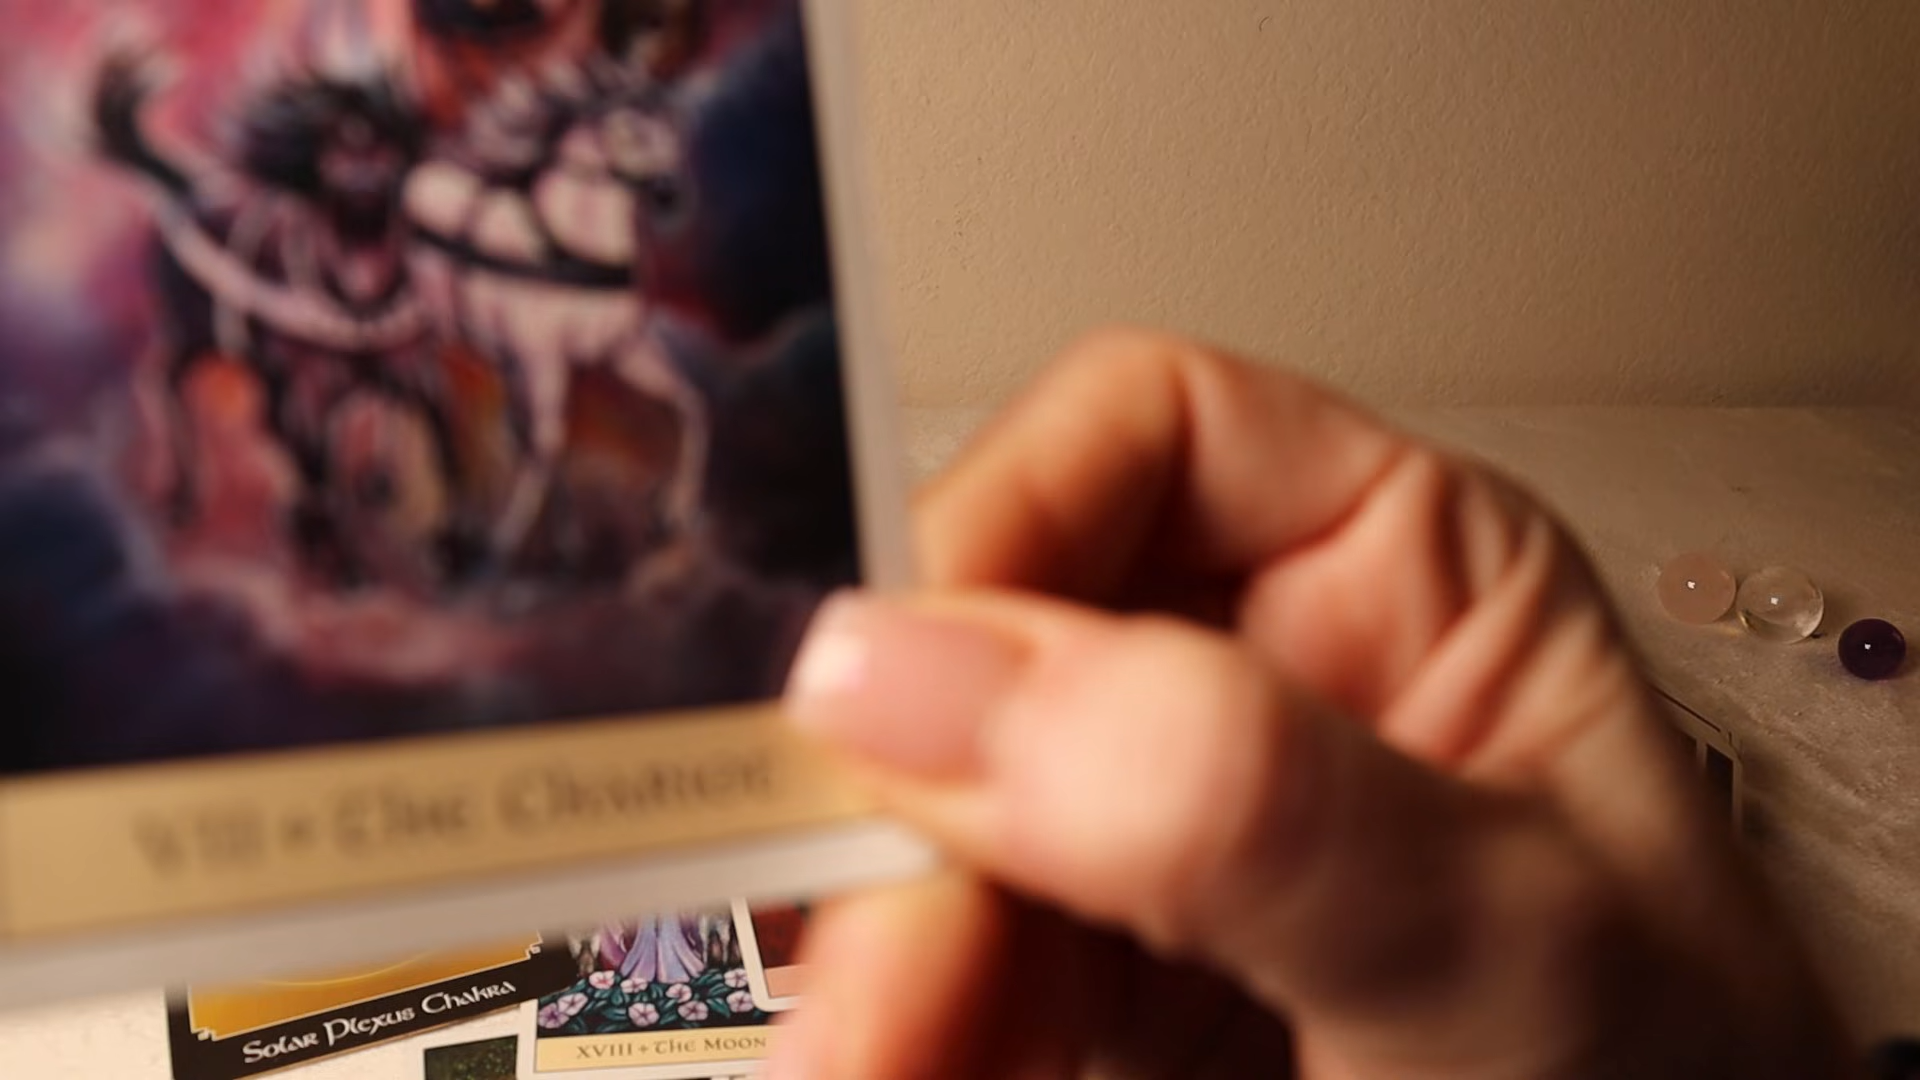 VII + The Chariot
Solar Plexus Chakra
XVIII + The Moon